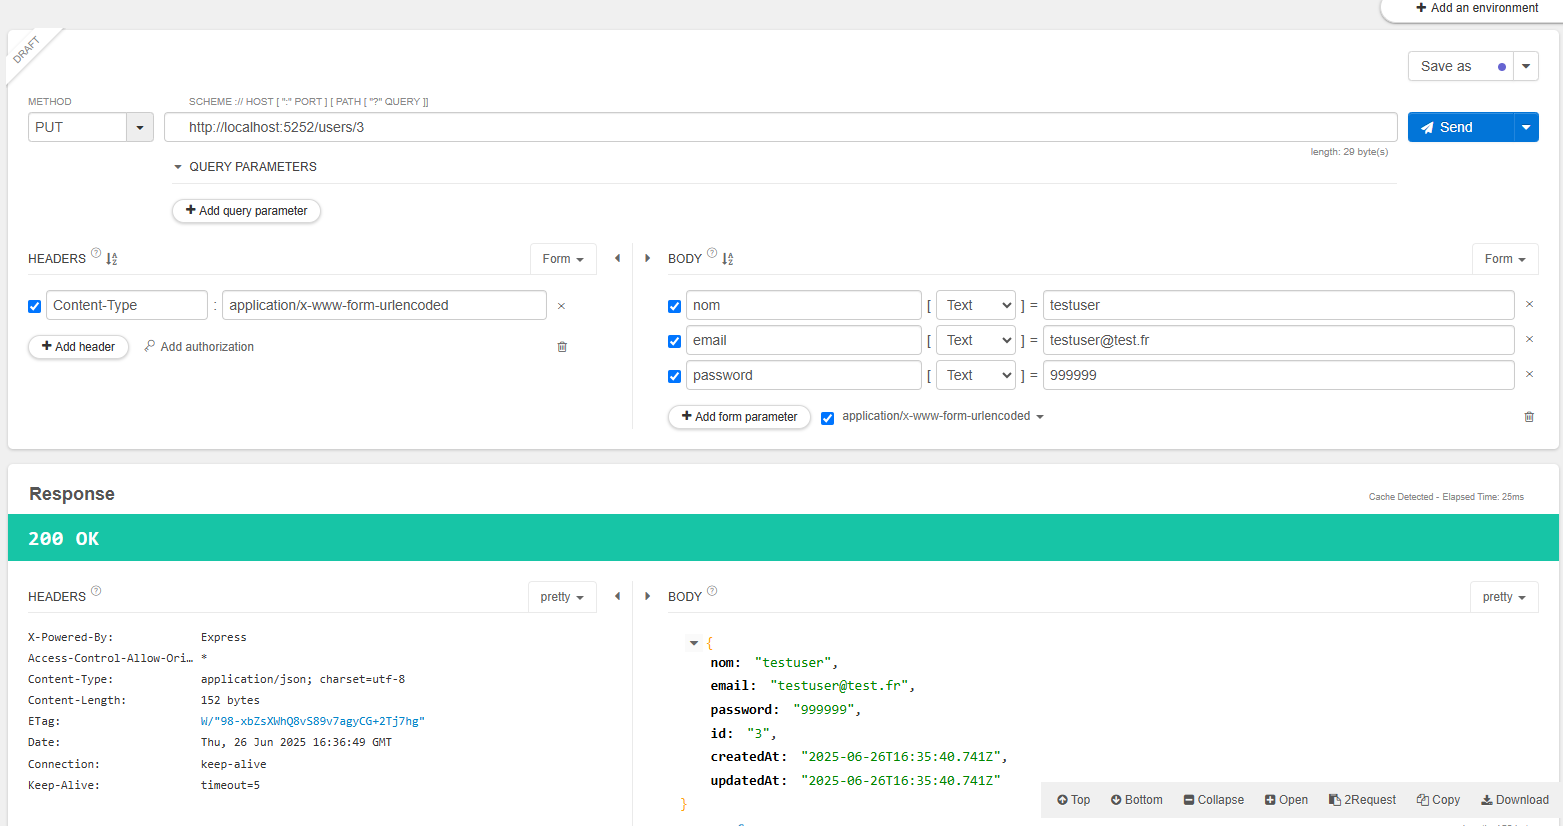 + Add an environment
DRAFT
Save as
METHOD
SCHEME :// HOST [ ":" PORT ] [ PATH [ "?" QUERY ]]
PUT
http://localhost:5252/users/3
Send
length: 29 byte(s)
QUERY PARAMETERS
+ Add query parameter
HEADERS ?
Form
BODY ?
Form
Content-Type : application/x-www-form-urlencoded ×
+ Add header
Add authorization
nom [ Text ] = testuser ×
email [ Text ] = testuser@test.fr ×
password [ Text ] = 999999 ×
+ Add form parameter
application/x-www-form-urlencoded
Response
Cache Detected - Elapsed Time: 25ms
200 OK
HEADERS ?
pretty
X-Powered-By: Express
Access-Control-Allow-Ori... *
Content-Type: application/json; charset=utf-8
Content-Length: 152 bytes
ETag: W/"98-xbZsXWhQ8vS89v7agyCG+2Tj7hg"
Date: Thu, 26 Jun 2025 16:36:49 GMT
Connection: keep-alive
Keep-Alive: timeout=5
BODY ?
pretty
{
nom: "testuser",
email: "testuser@test.fr",
password: "999999",
id: "3",
createdAt: "2025-06-26T16:35:40.741Z",
updatedAt: "2025-06-26T16:35:40.741Z"
}
Top Bottom Collapse Open 2Request Copy Download